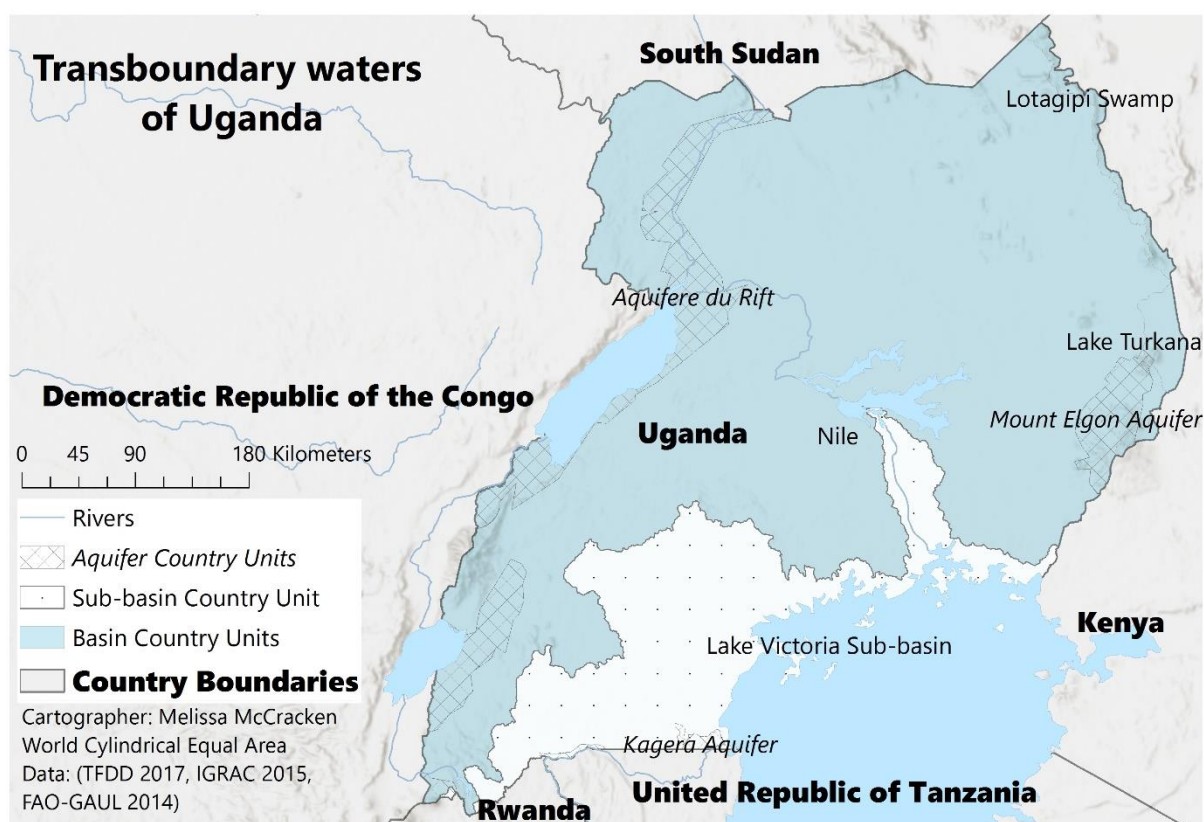 Transboundary waters
of Uganda
South Sudan
Lotagipi Swamp
Aquifere du Rift
Lake Turkana
Democratic Republic of the Congo
Mount Elgon Aquifer
Uganda
Nile
0 45 90 180 Kilometers
Rivers
Aquifer Country Units
Sub-basin Country Unit
Basin Country Units
Country Boundaries
Kenya
Lake Victoria Sub-basin
Cartographer: Melissa McCracken
World Cylindrical Equal Area
Data: (TFDD 2017, IGRAC 2015,
FAO-GAUL 2014)
Kagera Aquifer
Rwanda
United Republic of Tanzania